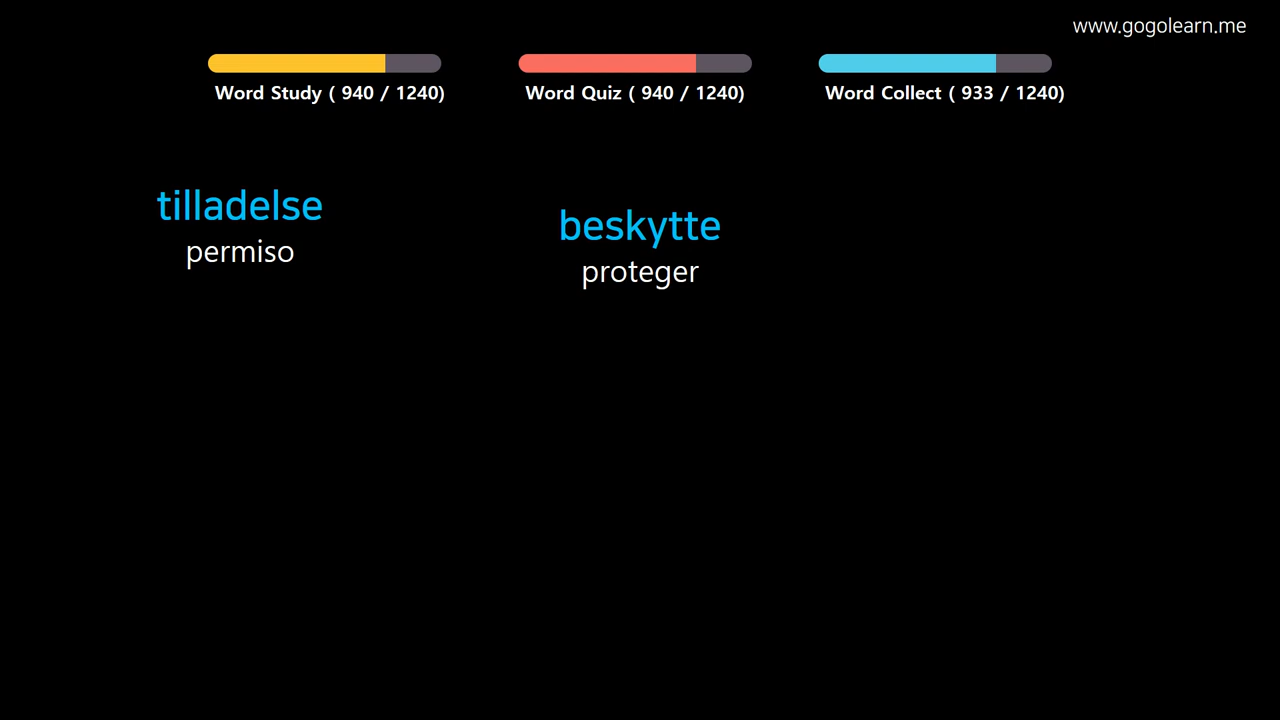 www.gogolearn.me
Word Study ( 940 / 1240)
Word Quiz ( 940 / 1240)
Word Collect ( 933 / 1240)
tilladelse
permiso
beskytte
proteger